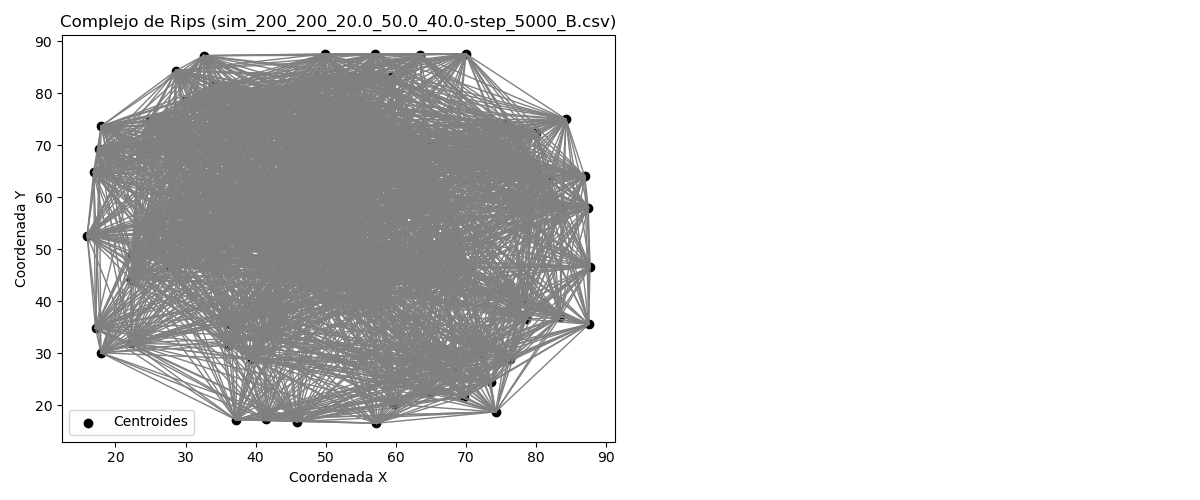 Complejo de Rips (sim_200_200_20.0_50.0_40.0-step_5000_B.csv)
90
80
70
60
50
40
30
20
Coordenada Y
Centroides
20 30 40 50 60 70 80 90
Coordenada X